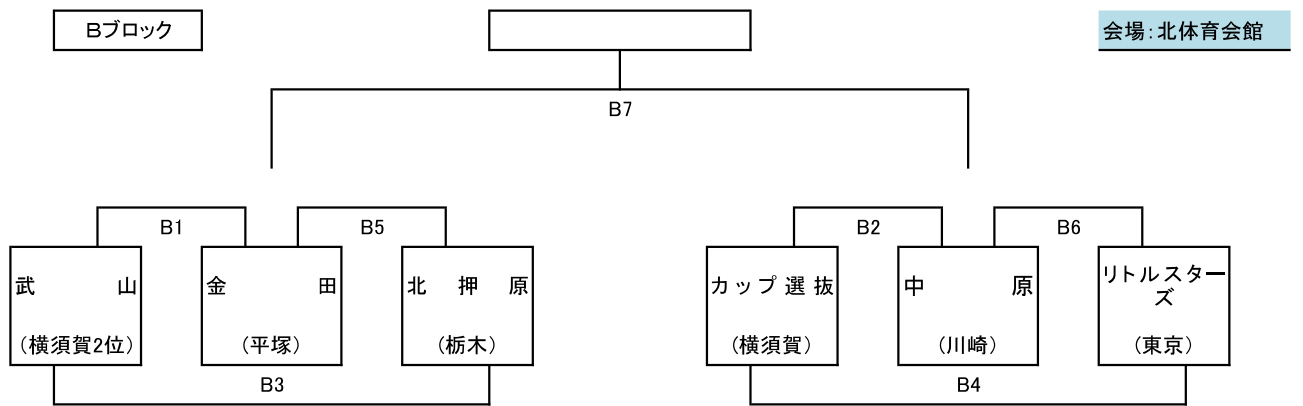 Bブロック
会場:北体育会館
B7
B1 B5 B2 B6
武山 金田 北押原 カップ選抜 中原 リトルスターズ
(横須賀2位) (平塚) (栃木) (横須賀) (川崎) (東京)
B3 B4